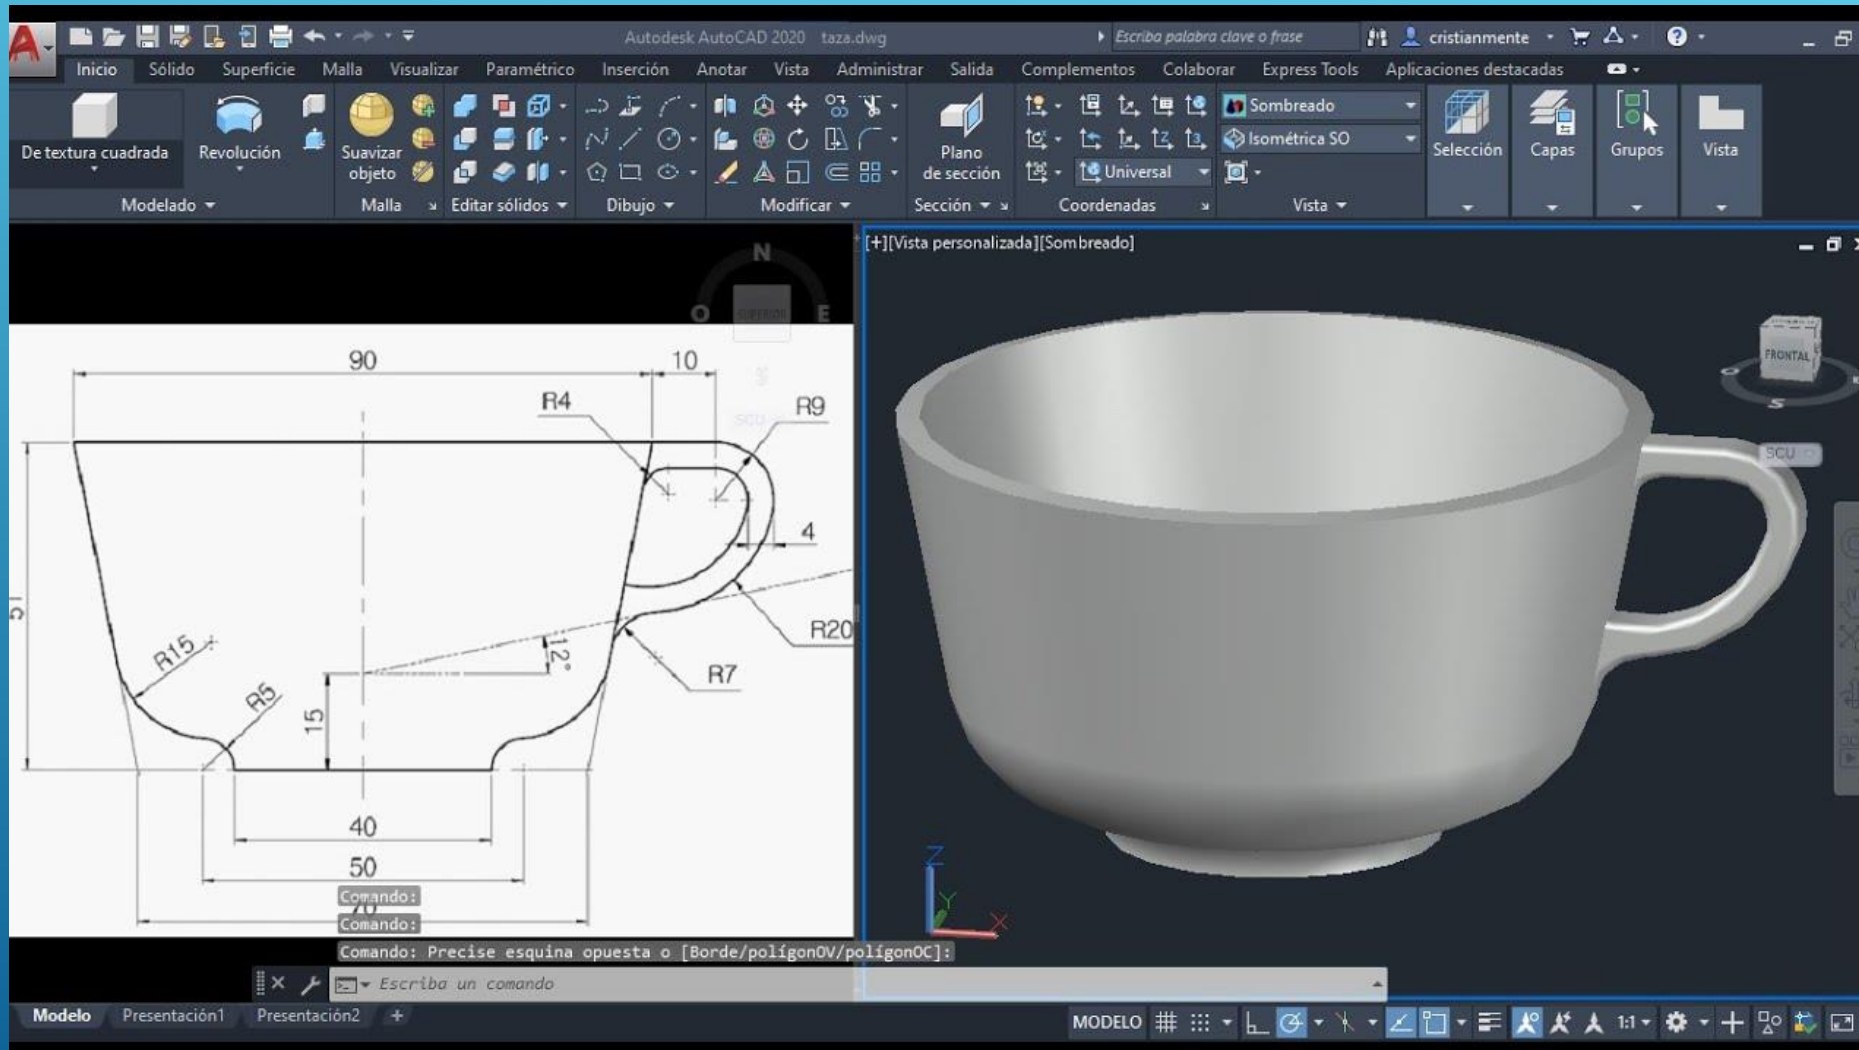 Autodesk AutoCAD 2020 taza.dwg
Escriba palabra clave o frase
cristianmente
Inicio Sólido Superficie Malla Visualizar Paramétrico Inserción Anotar Vista Administrar Salida Complementos Colaborar Express Tools Aplicaciones destacadas
De textura cuadrada
Revolución
Suavizar
objeto
Plano
de sección
Sombreado
Isométrica SO
Universal
Selección
Capas
Grupos
Vista
Modelado
Malla
Editar sólidos
Dibujo
Modificar
Sección
Coordenadas
Vista
[+][Vista personalizada][Sombreado]
N
O
SUPERIOR
E
SCU
90
10
R4
R9
4
R20
R7
12°
15
R15
R5
51
40
50
70
FRONTAL
O
S
SCU
Z
Y
X
Comando:
Comando:
Comando: Precise esquina opuesta o [Borde/polígonOV/polígonOC]:
Escriba un comando
Modelo Presentación1 Presentación2 +
MODELO
1:1